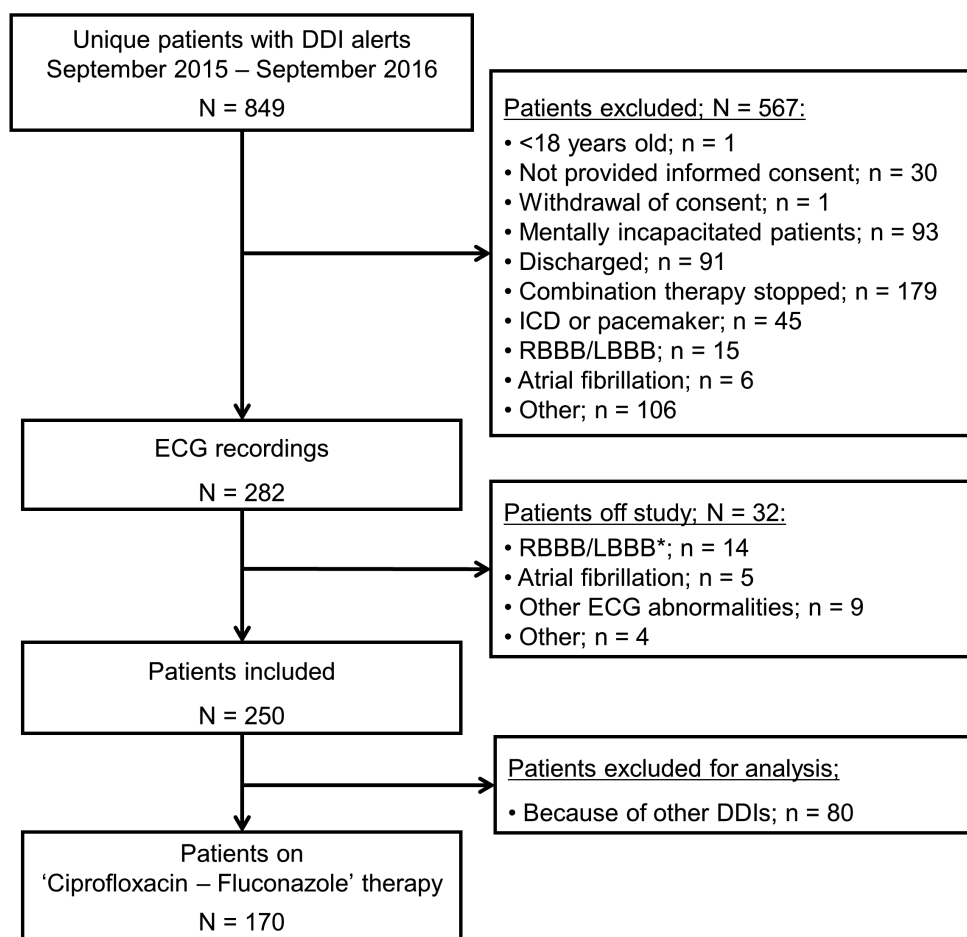 Unique patients with DDI alerts
September 2015 – September 2016
N = 849
Patients excluded; N = 567:
• <18 years old; n = 1
• Not provided informed consent; n = 30
• Withdrawal of consent; n = 1
• Mentally incapacitated patients; n = 93
• Discharged; n = 91
• Combination therapy stopped; n = 179
• ICD or pacemaker; n = 45
• RBBB/LBBB; n = 15
• Atrial fibrillation; n = 6
• Other; n = 106
ECG recordings
N = 282
Patients off study; N = 32:
• RBBB/LBBB*; n = 14
• Atrial fibrillation; n = 5
• Other ECG abnormalities; n = 9
• Other; n = 4
Patients included
N = 250
Patients excluded for analysis;
• Because of other DDIs; n = 80
Patients on
‘Ciprofloxacin – Fluconazole’ therapy
N = 170